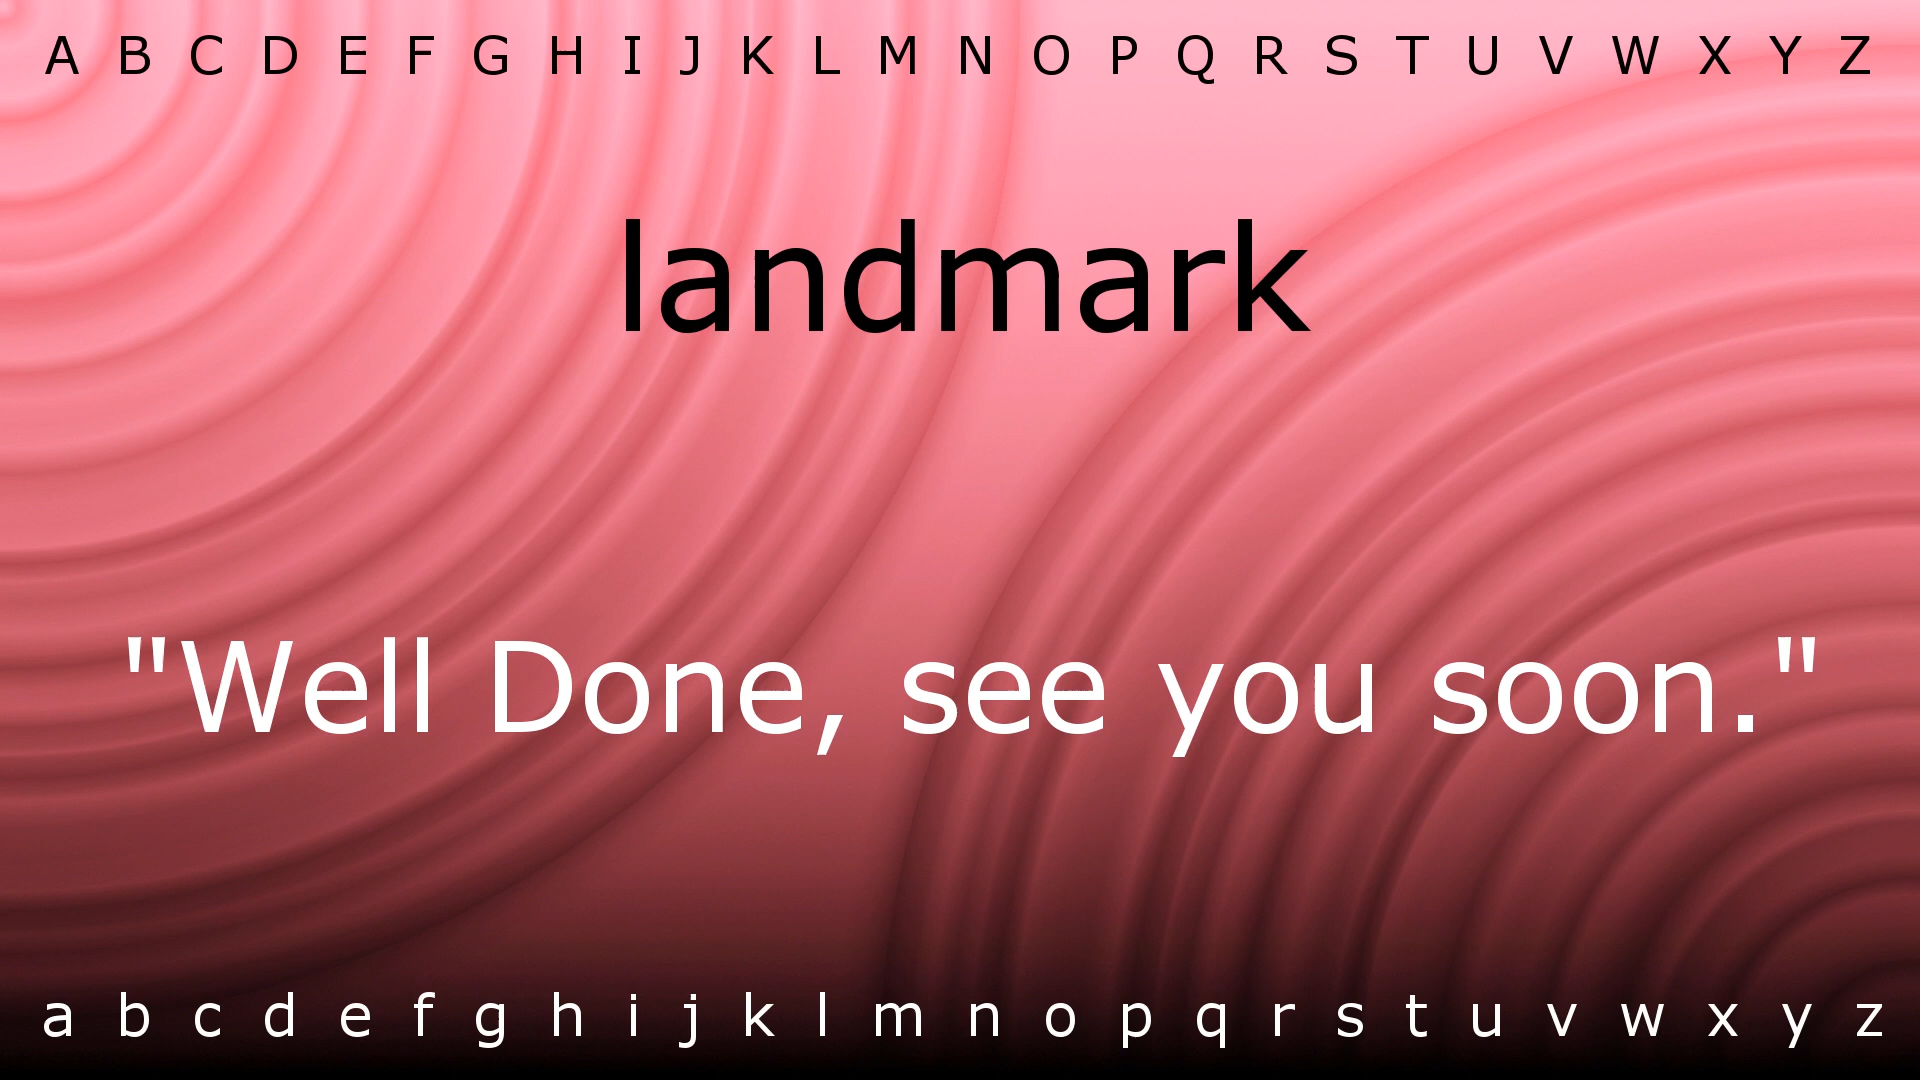 A B C D E F G H I J K L M N O P Q R S T U V W X Y Z
landmark
"Well Done, see you soon."
a b c d e f g h i j k l m n o p q r s t u v w x y z